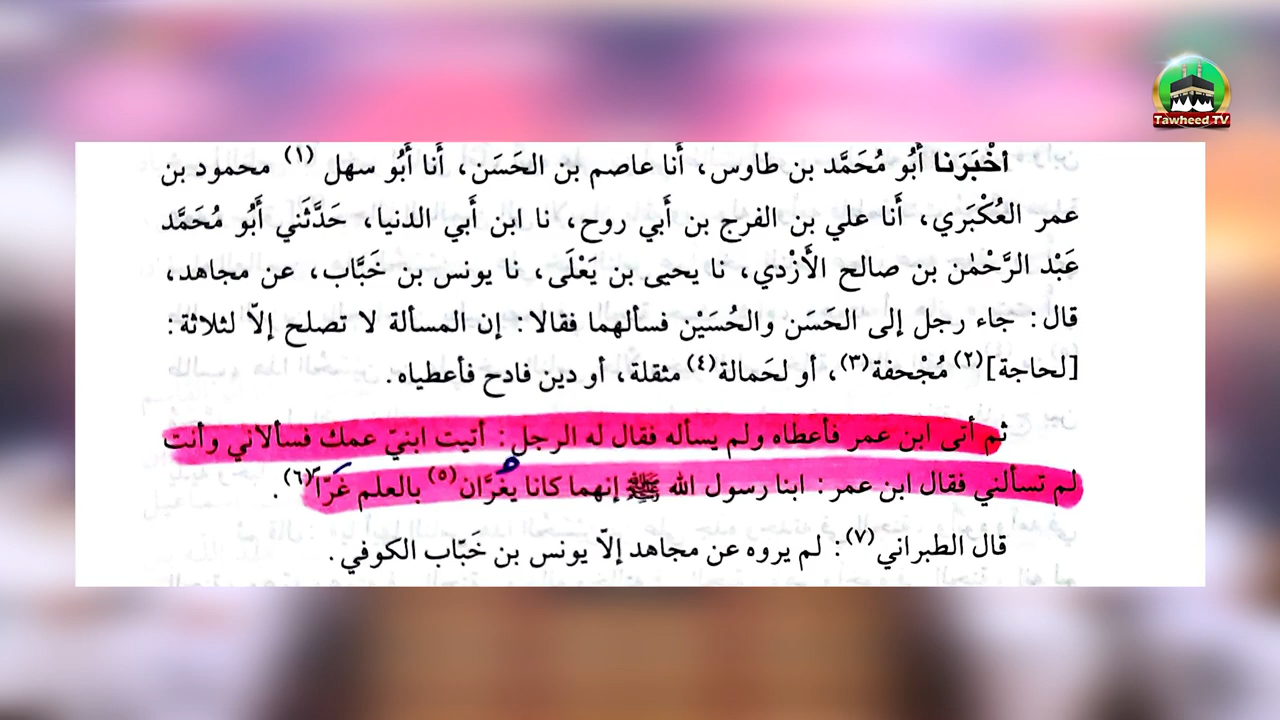 Tawheed TV
أَخْبَرَنا أَبُو مُحَمَّد بن طاوس، أَنا عاصم بن الحَسَن، أَنا أَبُو سهل (١) محمود بن
عمر العُكْبَري، أَنا علي بن الفرج بن أَبي روح، نا ابن أَبي الدنيا، حَدَّثَني أَبُو مُحَمَّد
عَبْد الرَّحْمٰن بن صالح الأَزْدي، نا يحيى بن يَعْلَى، نا يونس بن خَبَّاب، عن مجاهد،
قال: جاء رجل إلى الحَسَن والحُسَيْن فسألهما فقالا: إن المسألة لا تصلح إلاّ لثلاثة:
[لحاجة](٢) مُجْحفة(٣)، أو لحَمالة(٤) مثقلة، أو دين فادح فأعطياه.
ثم أتى ابن عمر فأعطاه ولم يسأله فقال له الرجل: أتيت ابنيّ عمك فسألاني وأنت
لم تسألني فقال ابن عمر: ابنا رسول الله ﷺ إنهما كانا يغُرَّان(٥) بالعلم غَرّاً(٦).
قال الطبراني(٧): لم يروه عن مجاهد إلاّ يونس بن خَبّاب الكوفي.